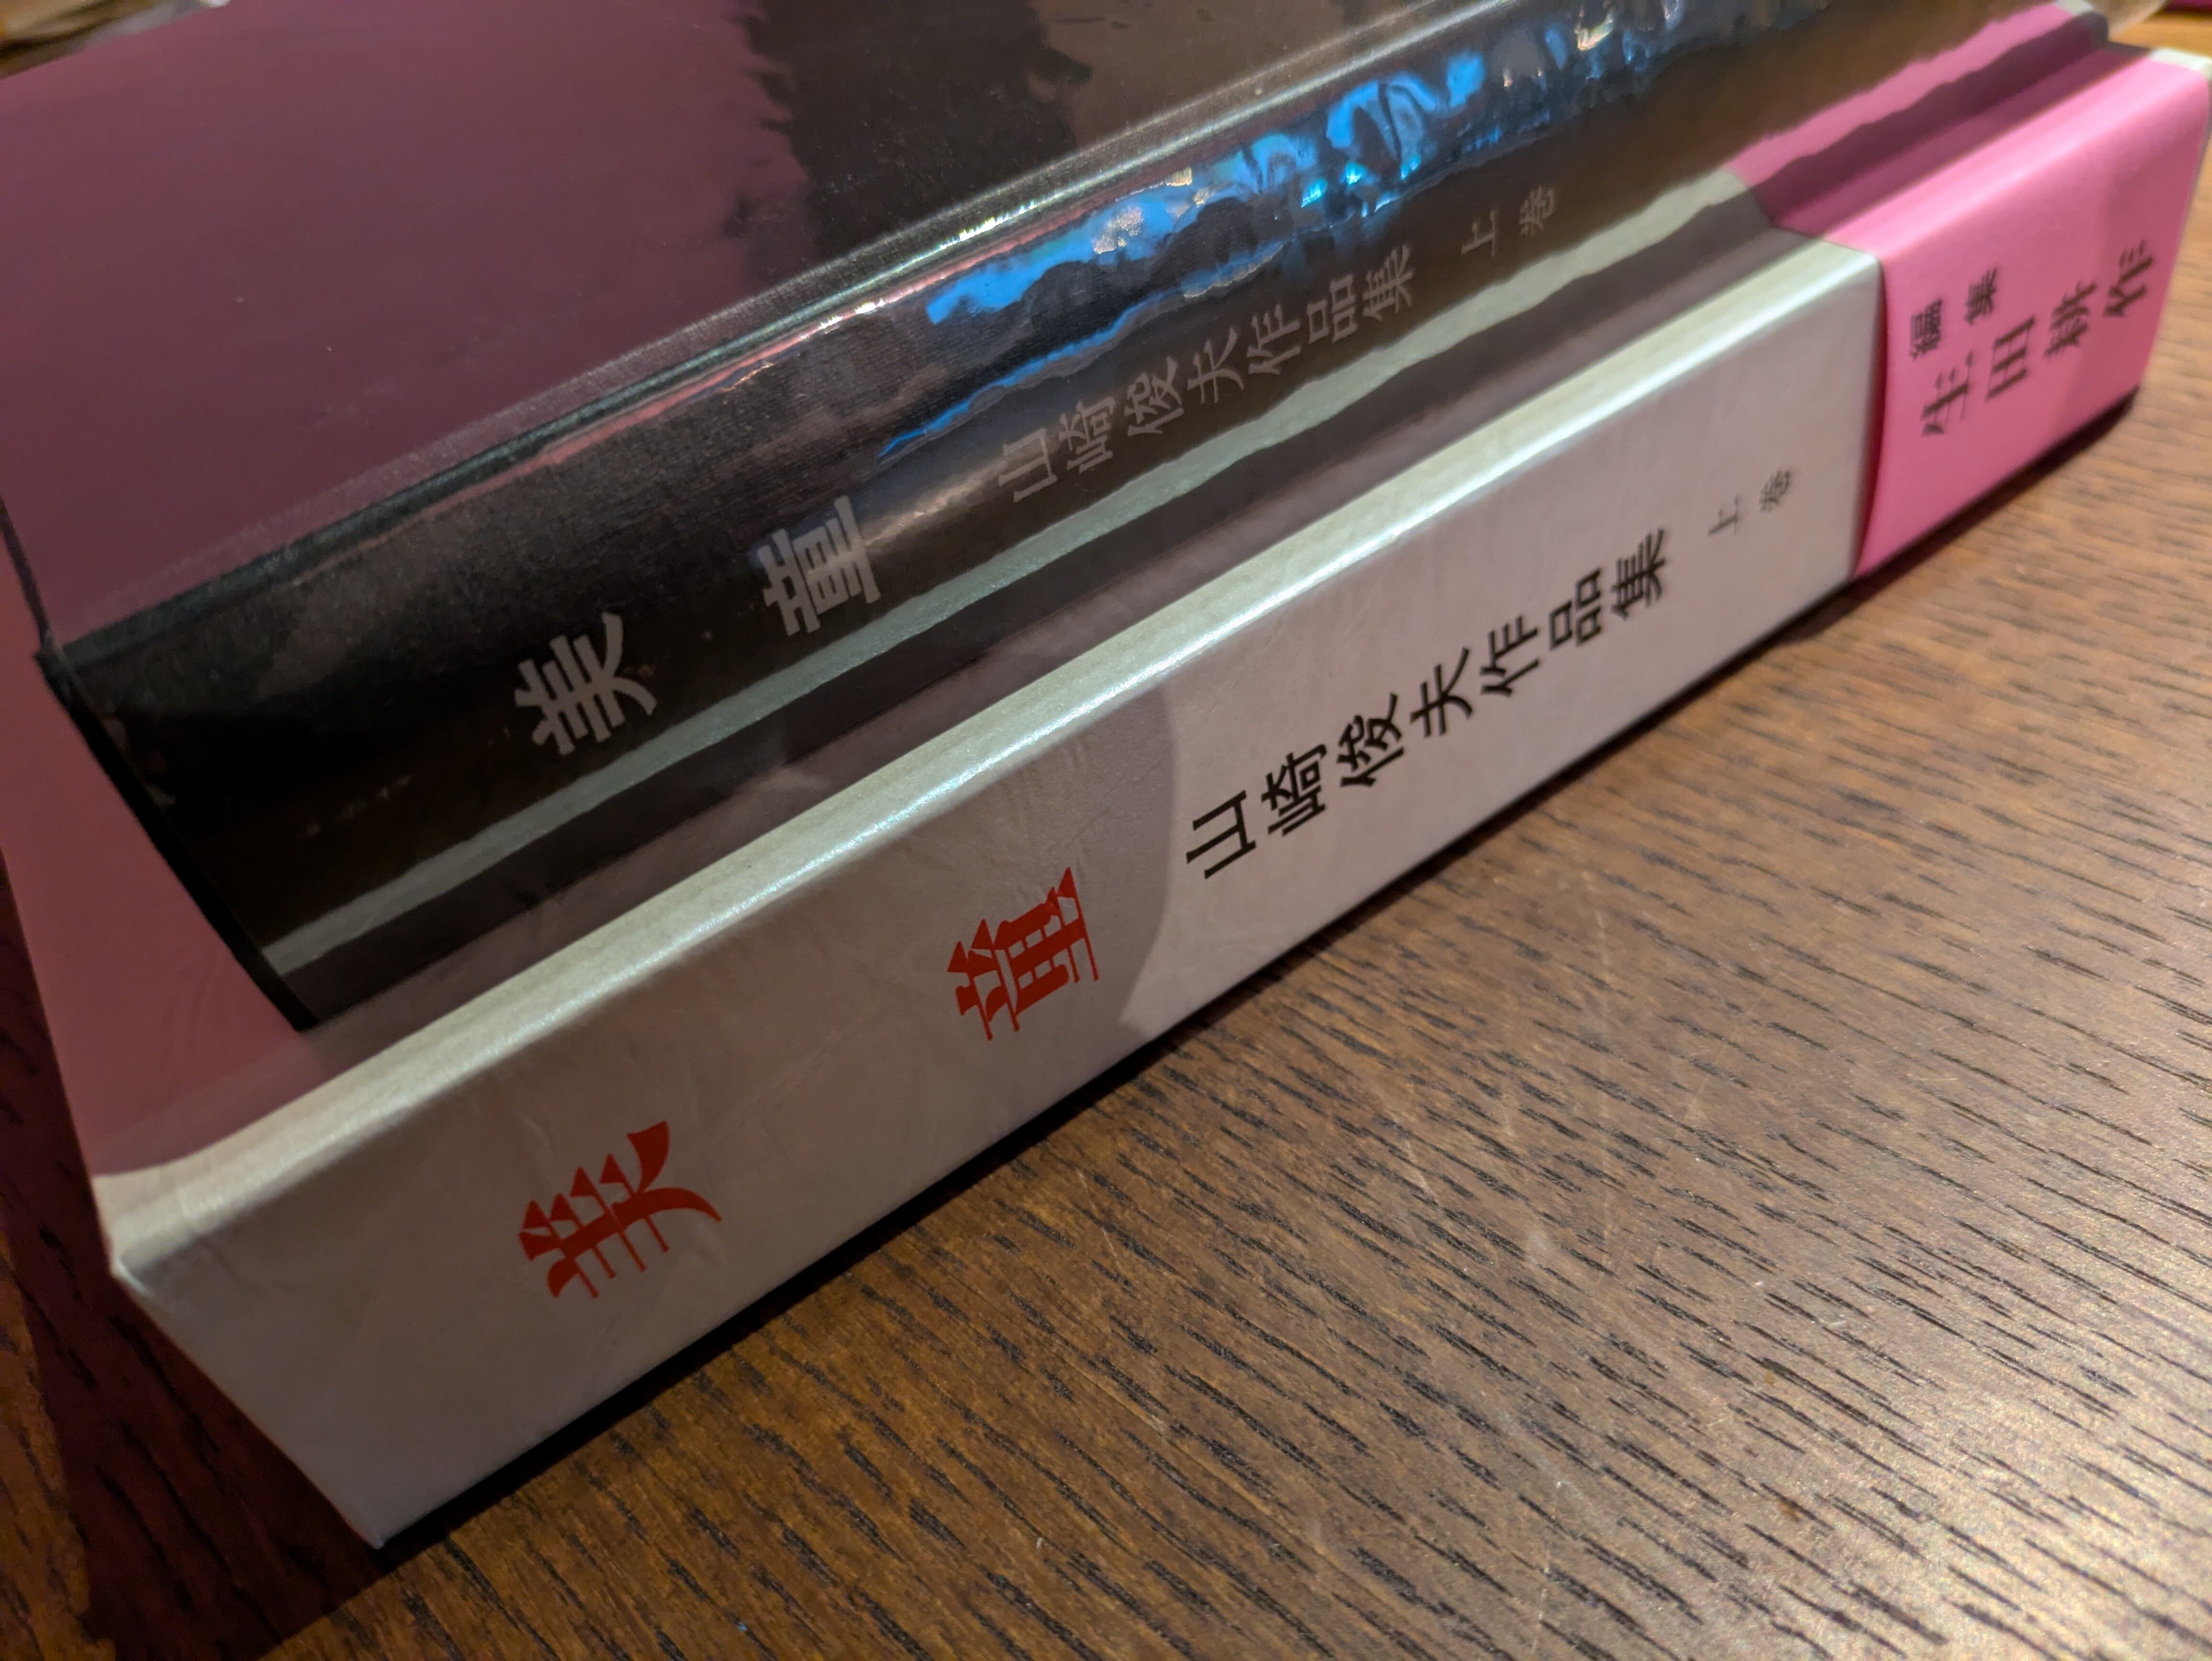 美童
山崎俊夫作品集 上巻
美童
山崎俊夫作品集 上巻
編集
生田耕作